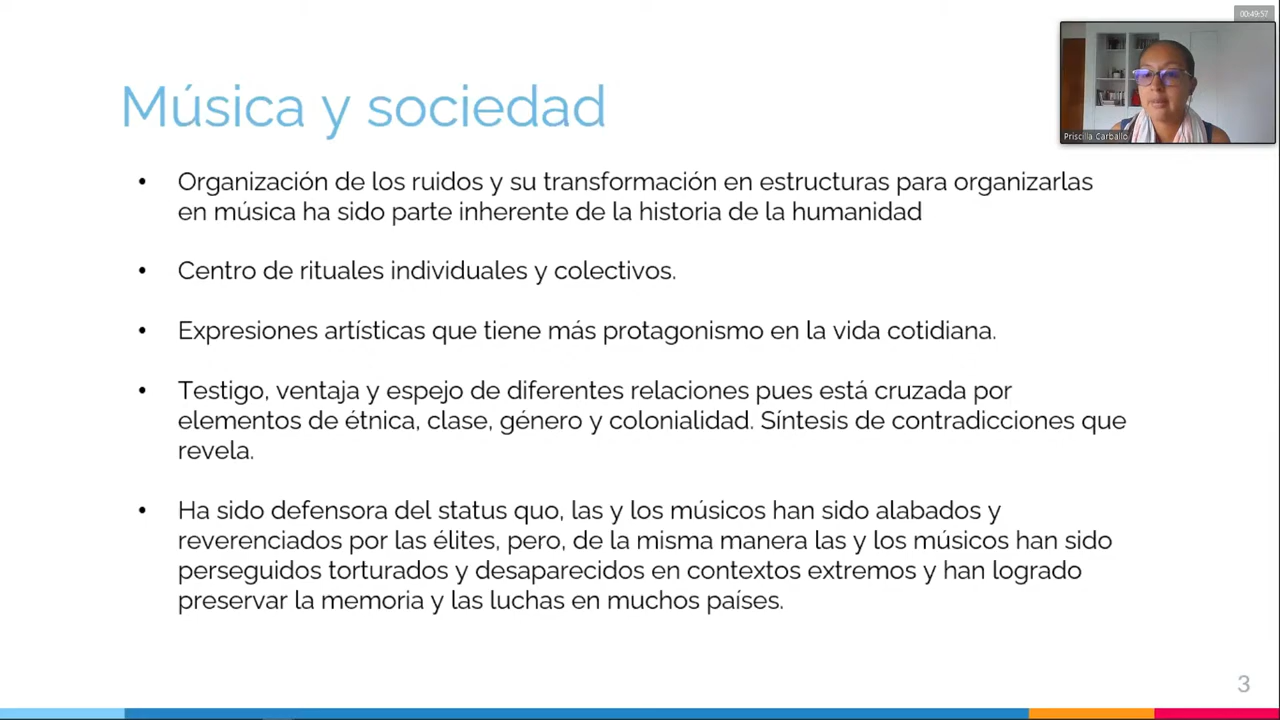 00:49:57
Música y sociedad
Priscilla Carballo
• Organización de los ruidos y su transformación en estructuras para organizarlas
en música ha sido parte inherente de la historia de la humanidad
• Centro de rituales individuales y colectivos.
• Expresiones artísticas que tiene más protagonismo en la vida cotidiana.
• Testigo, ventaja y espejo de diferentes relaciones pues está cruzada por
elementos de étnica, clase, género y colonialidad. Síntesis de contradicciones que
revela.
• Ha sido defensora del status quo, las y los músicos han sido alabados y
reverenciados por las élites, pero, de la misma manera las y los músicos han sido
perseguidos torturados y desaparecidos en contextos extremos y han logrado
preservar la memoria y las luchas en muchos países.
3